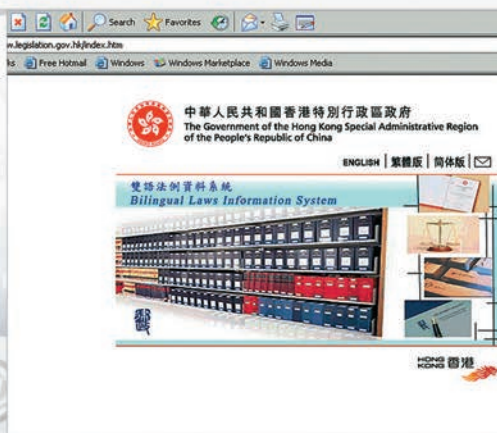 Search Favorites
w.legislation.gov.hk/index.htm
ks Free Hotmail Windows Windows Marketplace Windows Media
中華人民共和國香港特別行政區政府
The Government of the Hong Kong Special Administrative Region
of the People's Republic of China
ENGLISH | 繁體版 | 简体版 |
雙語法例資料系統
Bilingual Laws Information System
HONG KONG 香港